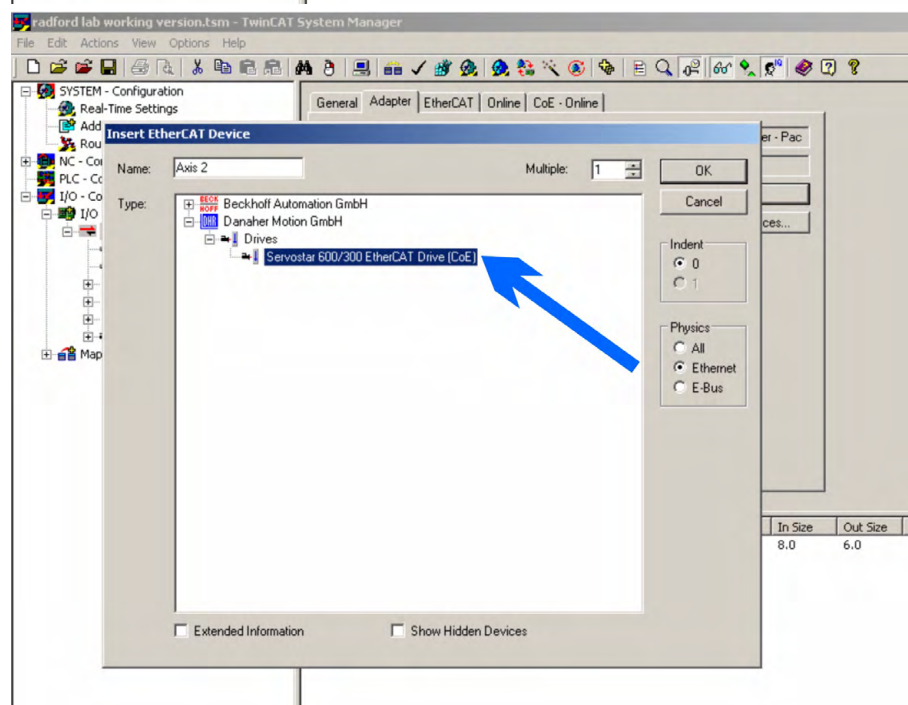 radford lab working version.tsm - TwinCAT System Manager
File Edit Actions View Options Help
SYSTEM - Configuration
Real-Time Settings
Add
Rou
NC - Co
PLC - Co
I/O - Co
I/O
Map
General Adapter EtherCAT Online CoE - Online
er - Pac
ces...
Insert EtherCAT Device
Name: Axis 2 Multiple: 1 OK
Type: Cancel
BECKHOFF Beckhoff Automation GmbH
DHR Danaher Motion GmbH
Drives
Servostar 600/300 EtherCAT Drive (CoE)
Indent
0
1
Physics
All
Ethernet
E-Bus
Extended Information Show Hidden Devices
In Size Out Size
8.0 6.0